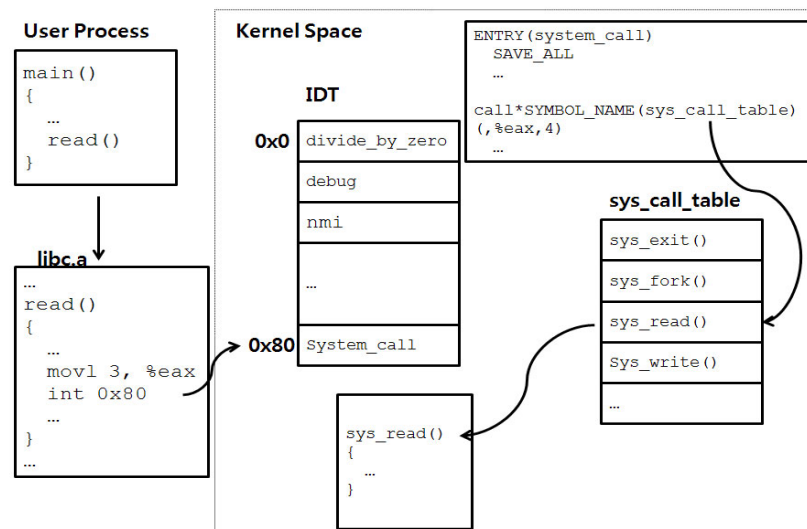 User Process
main()
{
…
read()
}
libc.a
…
read()
{
…
movl 3, %eax
int 0x80
…
}
…
Kernel Space
IDT
0x0
divide_by_zero
debug
nmi
…
0x80
System_call
ENTRY(system_call)
SAVE_ALL
…
call*SYMBOL_NAME(sys_call_table)
(,%eax,4)
…
sys_call_table
sys_exit()
sys_fork()
sys_read()
Sys_write()
…
sys_read()
{
…
}